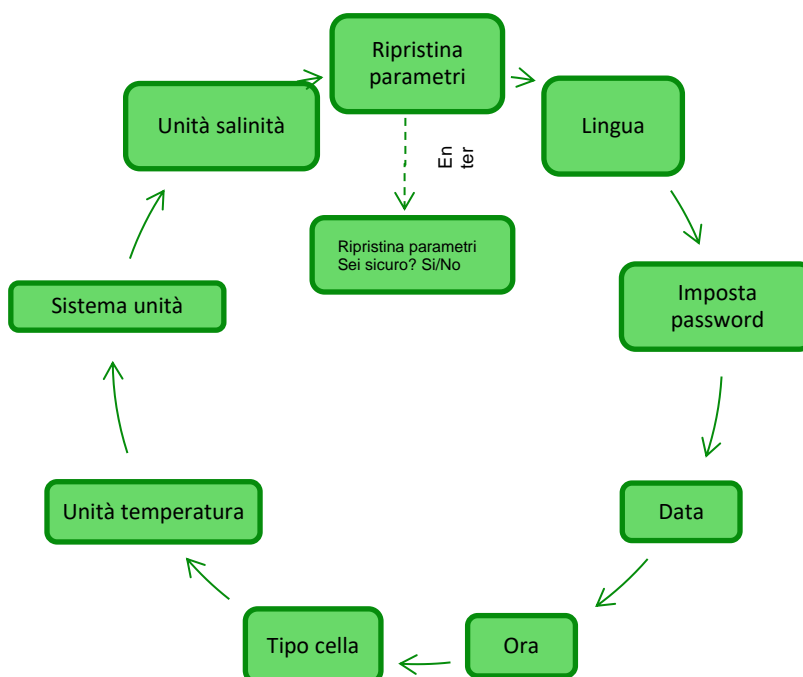 Ripristina
parametri
Unità salinità
Lingua
En
ter
Ripristina parametri
Sei sicuro? Si/No
Sistema unità
Imposta
password
Unità temperatura
Data
Tipo cella
Ora